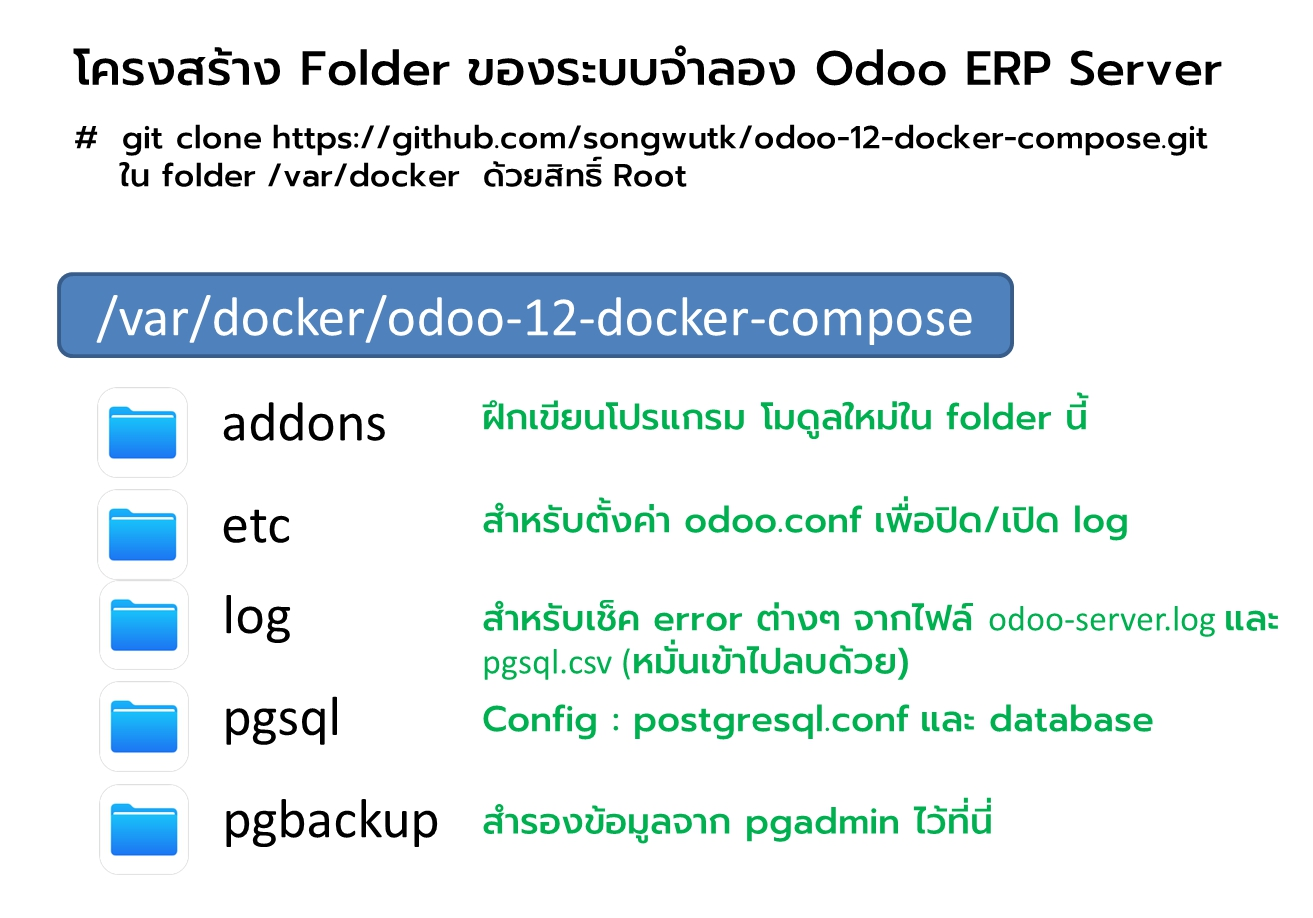 โครงสร้าง Folder ของระบบจำลอง Odoo ERP Server
# git clone https://github.com/songwutk/odoo-12-docker-compose.git
ใน folder /var/docker ด้วยสิทธิ์ Root
/var/docker/odoo-12-docker-compose
addons ฝึกเขียนโปรแกรม โมดูลใหม่ใน folder นี้
etc สำหรับตั้งค่า odoo.conf เพื่อปิด/เปิด log
log สำหรับเช็ค error ต่างๆ จากไฟล์ odoo-server.log และ
pgsql.csv (หมั่นเข้าไปลบด้วย)
pgsql Config : postgresql.conf และ database
pgbackup สำรองข้อมูลจาก pgadmin ไว้ที่นี่